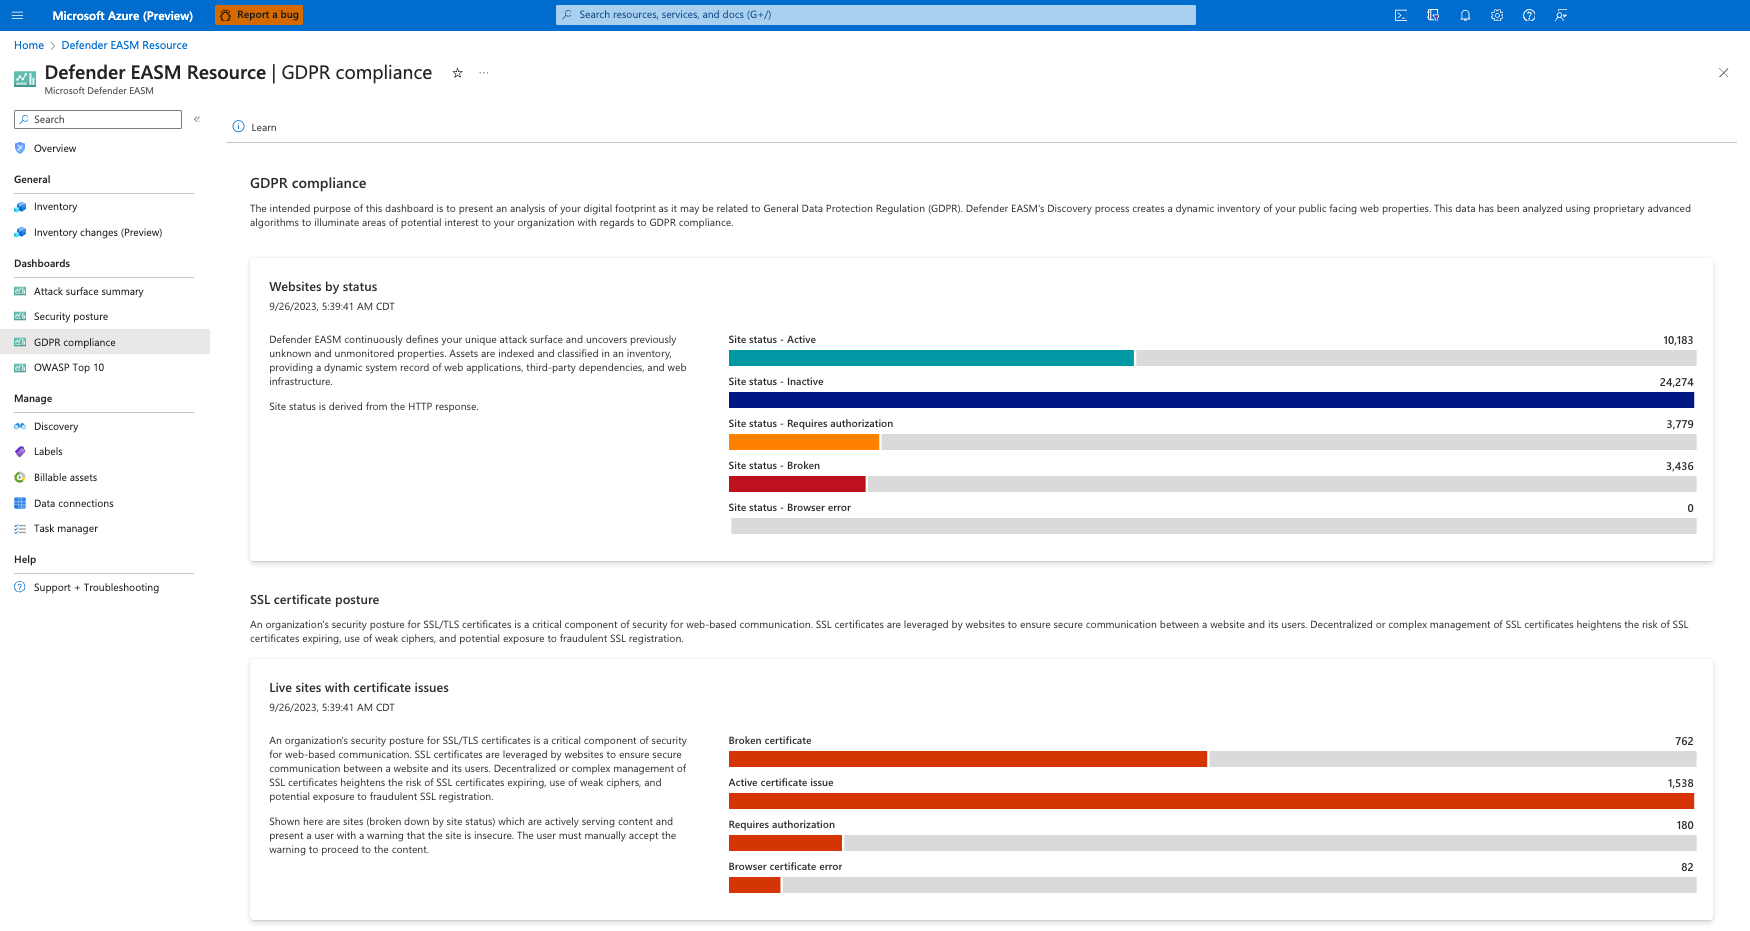 Microsoft Azure (Preview)
Report a bug
Search resources, services, and docs (G+/)
Home > Defender EASM Resource
Defender EASM Resource | GDPR compliance
Microsoft Defender EASM
Search
Overview
General
Inventory
Inventory changes (Preview)
Dashboards
Attack surface summary
Security posture
GDPR compliance
OWASP Top 10
Manage
Discovery
Labels
Billable assets
Data connections
Task manager
Help
Support + Troubleshooting
Learn
GDPR compliance
The intended purpose of this dashboard is to present an analysis of your digital footprint as it may be related to General Data Protection Regulation (GDPR). Defender EASM's Discovery process creates a dynamic inventory of your public facing web properties. This data has been analyzed using proprietary advanced
algorithms to illuminate areas of potential interest to your organization with regards to GDPR compliance.
Websites by status
9/26/2023, 5:39:41 AM CDT
Defender EASM continuously defines your unique attack surface and uncovers previously
unknown and unmonitored properties. Assets are indexed and classified in an inventory,
providing a dynamic system record of web applications, third-party dependencies, and web
infrastructure.
Site status is derived from the HTTP response.
Site status - Active 10,183
Site status - Inactive 24,274
Site status - Requires authorization 3,779
Site status - Broken 3,436
Site status - Browser error 0
SSL certificate posture
An organization's security posture for SSL/TLS certificates is a critical component of security for web-based communication. SSL certificates are leveraged by websites to ensure secure communication between a website and its users. Decentralized or complex management of SSL certificates heightens the risk of SSL
certificates expiring, use of weak ciphers, and potential exposure to fraudulent SSL registration.
Live sites with certificate issues
9/26/2023, 5:39:41 AM CDT
An organization's security posture for SSL/TLS certificates is a critical component of security
for web-based communication. SSL certificates are leveraged by websites to ensure secure
communication between a website and its users. Decentralized or complex management of
SSL certificates heightens the risk of SSL certificates expiring, use of weak ciphers, and
potential exposure to fraudulent SSL registration.
Shown here are sites (broken down by site status) which are actively serving content and
present a user with a warning that the site is insecure. The user must manually accept the
warning to proceed to the content.
Broken certificate 762
Active certificate issue 1,538
Requires authorization 180
Browser certificate error 82